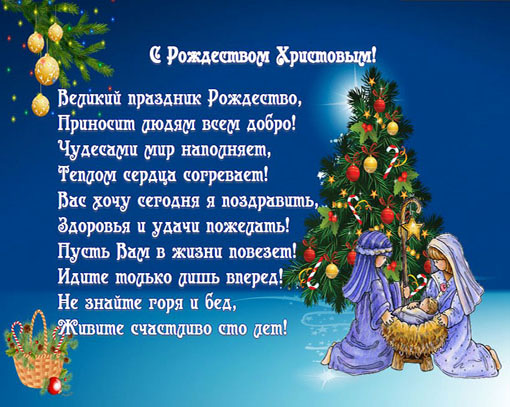 С Рождеством Христовым!
Великий праздник Рождество,
Приносит людям всем добро!
Чудесами мир наполняет,
Теплом сердца согревает!
Вас хочу сегодня я поздравить,
Здоровья и удачи пожелать!
Пусть Вам в жизни повезет!
Идите только лишь вперед!
Не знайте горя и бед,
Живите счастливо сто лет!